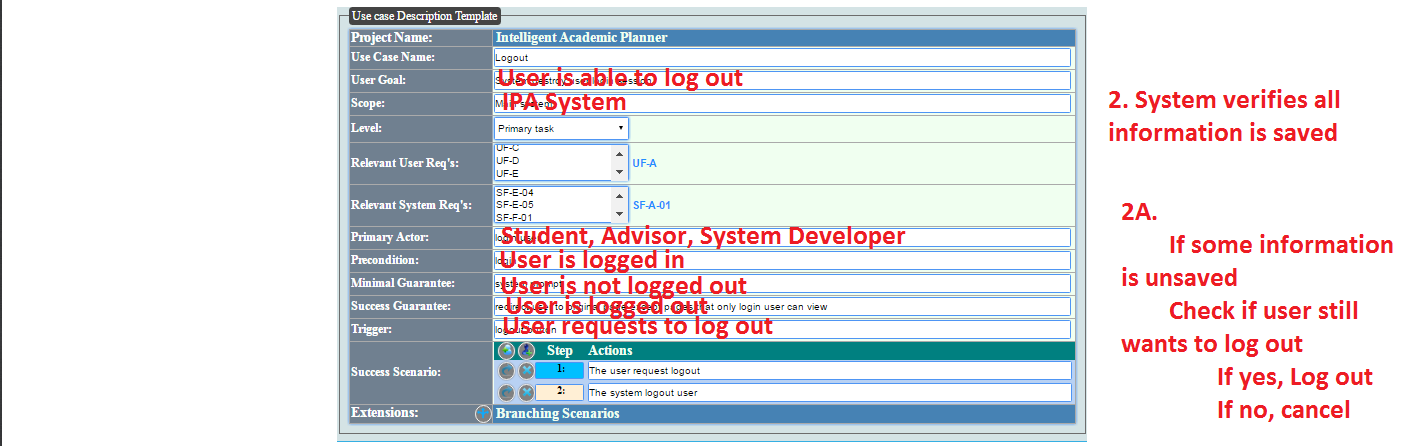 Use case Description Template
Project Name: Intelligent Academic Planner
Use Case Name: Logout
User Goal: User is able to log out
Scope: IPA System
Level: Primary task
Relevant User Req's: UF-C
UF-D UF-A
UF-E
Relevant System Req's: SF-E-04
SF-E-05 SF-A-01
SF-F-01
Primary Actor: Student, Advisor, System Developer
Precondition: User is logged in
Minimal Guarantee: User is not logged out
Success Guarantee: User is logged out that only login user can view
Trigger: User requests to log out
Step Actions
Success Scenario: 1: The user request logout
2: The system logout user
Extensions: Branching Scenarios
2. System verifies all
information is saved
2A.
If some information
is unsaved
Check if user still
wants to log out
If yes, Log out
If no, cancel